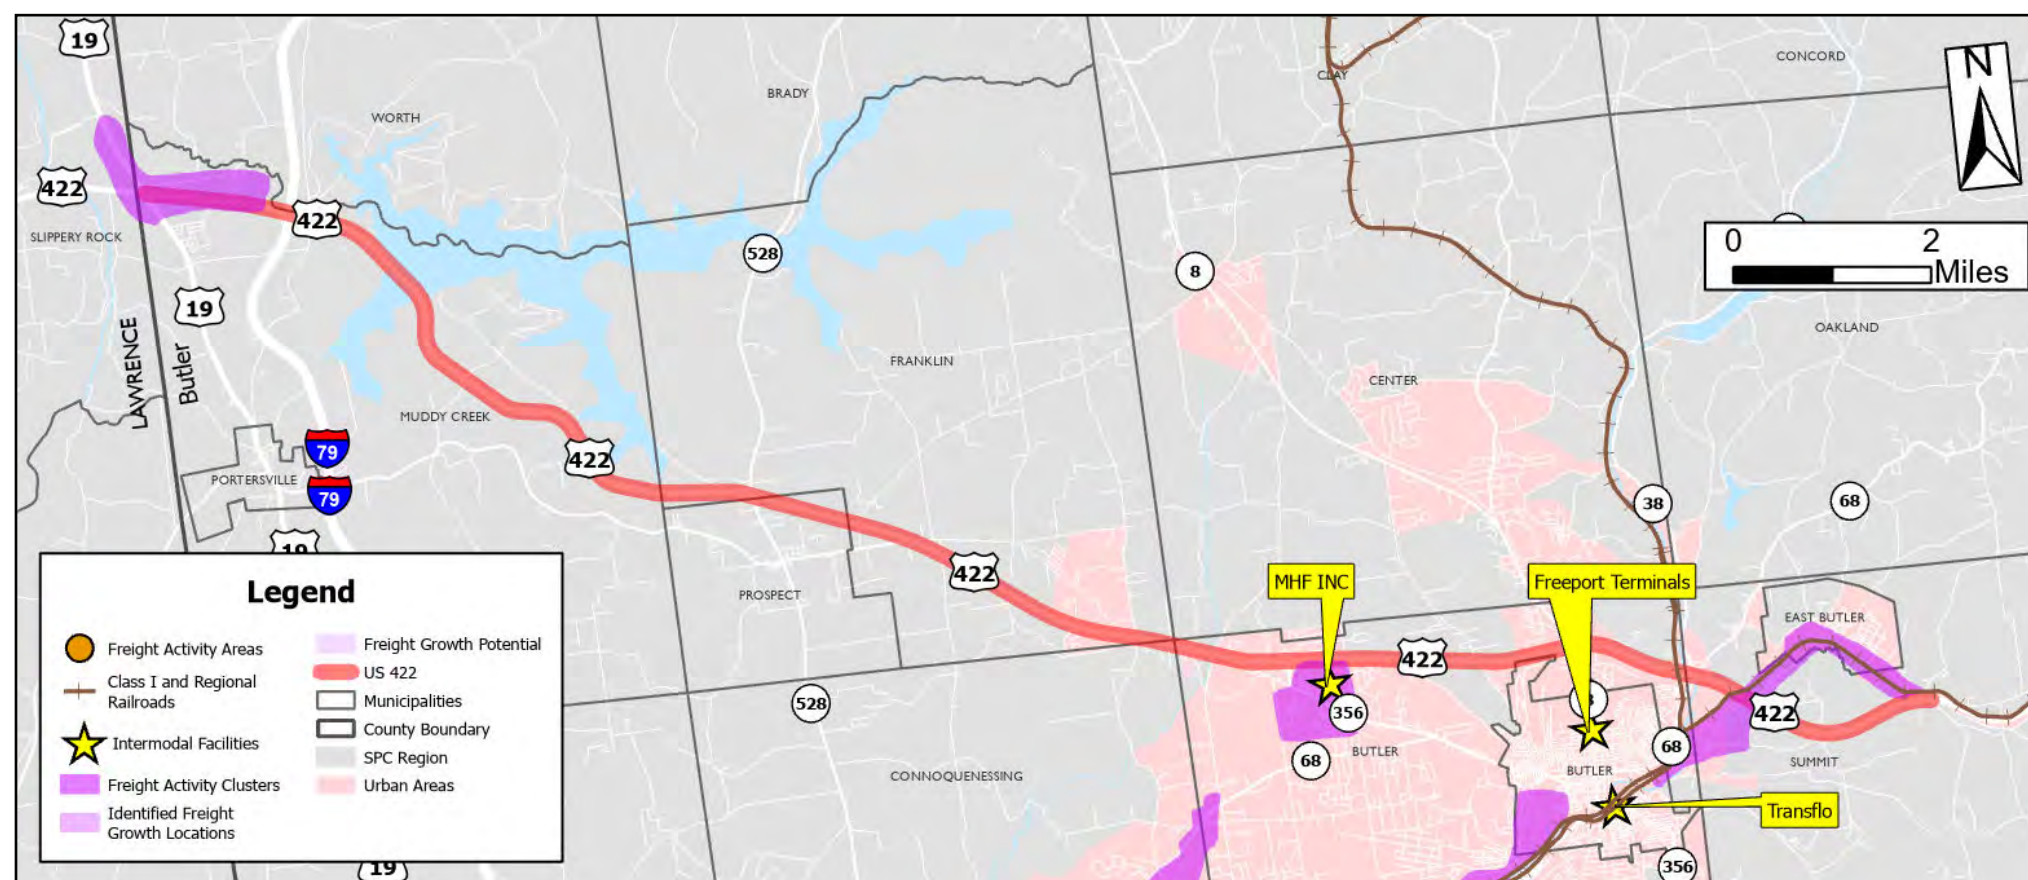 19
CONCORD
N
CLAY
BRADY
WORTH
422
422
SLIPPERY ROCK
528
8
0 2
Miles
19
OAKLAND
LAWRENCE
Butler
FRANKLIN
CENTER
MUDDY CREEK
79
422
PORTERSVILLE
79
38
68
19
422
MHF INC
Freeport Terminals
PROSPECT
EAST BUTLER
422
528
356
422
68
68
BUTLER
BUTLER
SUMMIT
CONNOQUENESSING
Transflo
356
19
Legend
Freight Activity Areas
Class I and Regional
Railroads
Intermodal Facilities
Freight Activity Clusters
Identified Freight
Growth Locations
Freight Growth Potential
US 422
Municipalities
County Boundary
SPC Region
Urban Areas